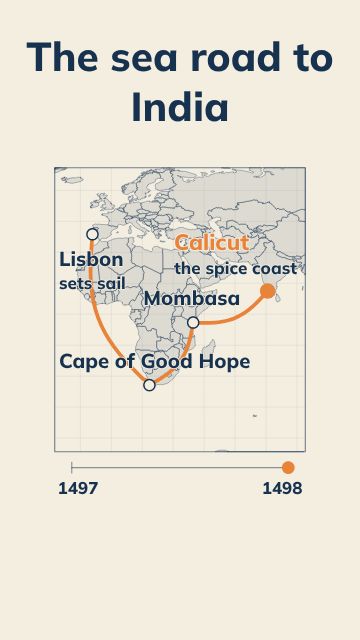 The sea road to
India
Calicut
Lisbon
the spice coast
sets sail
Mombasa
Cape of Good Hope
1497
1498